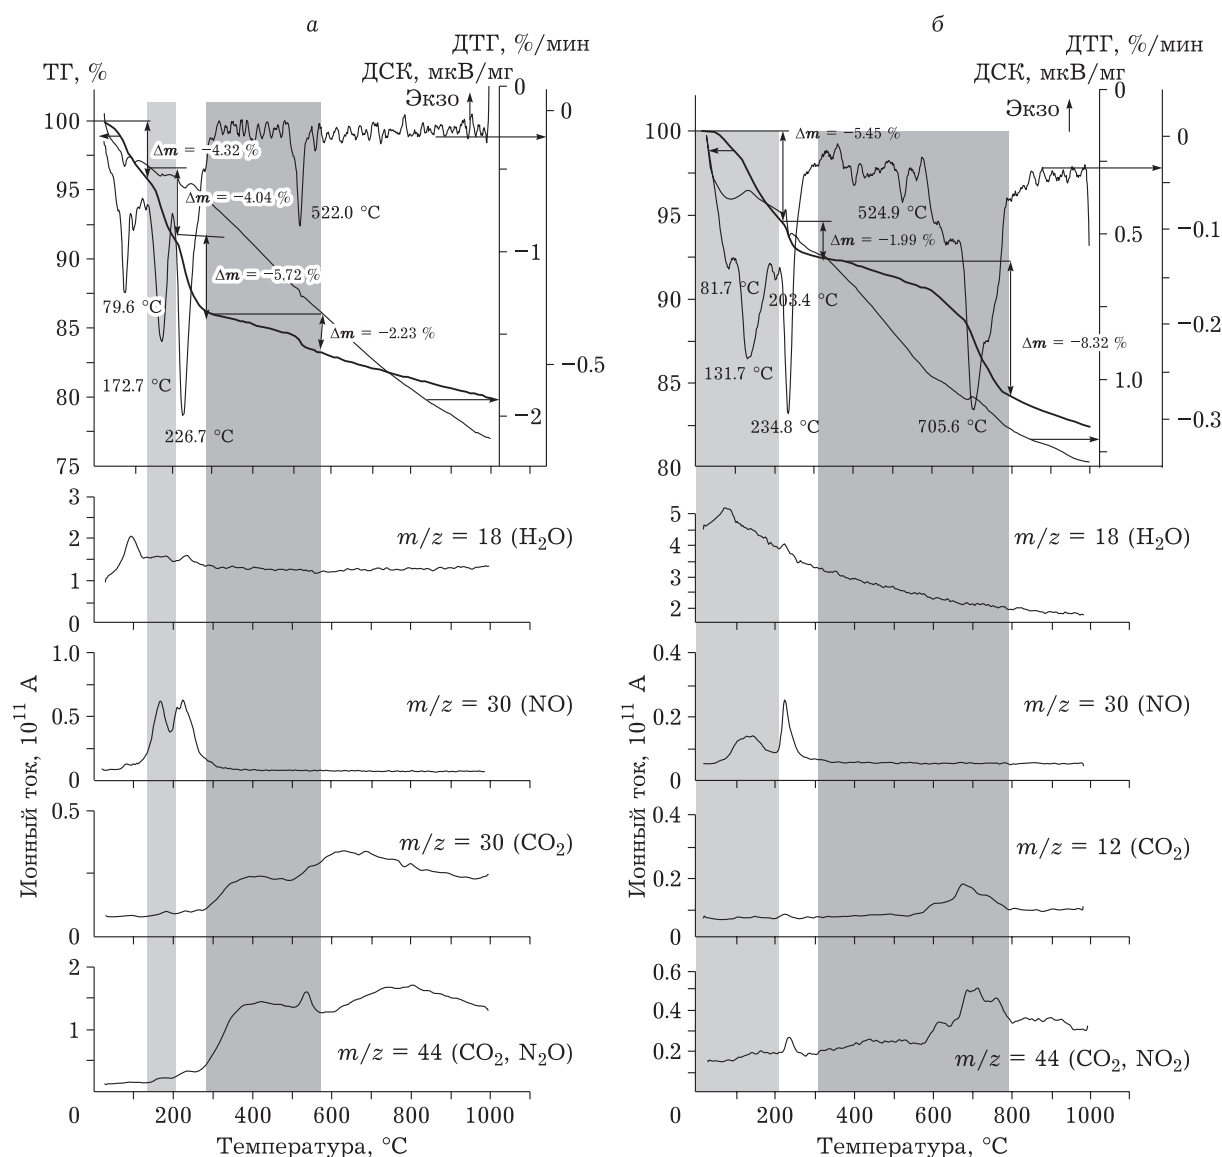 а
ДТГ, %/мин
ТГ, %
ДСК, мкВ/мг
Экзо
0
0
100
Δm = −4.32 %
95
Δm = −4.04 %
522.0 °C
90
−1
Δm = −5.72 %
79.6 °C
85
Δm = −2.23 %
−0.5
172.7 °C
80
−2
226.7 °C
75
3
2
m/z = 18 (H₂O)
1
0
1.0
m/z = 30 (NO)
0.5
0
0.5
m/z = 30 (CO₂)
0
2
1
m/z = 44 (CO₂, N₂O)
0 200 400 600 800 1000
Температура, °C
Ионный ток, 10¹¹ А
б
ДТГ, %/мин
ДСК, мкВ/мг
Экзо
0
0
100
Δm = −5.45 %
95
524.9 °C
0.5
−0.1
Δm = −1.99 %
90
81.7 °C
203.4 °C
−0.2
Δm = −8.32 %
85
131.7 °C
1.0
234.8 °C
705.6 °C
−0.3
80
5
4
m/z = 18 (H₂O)
3
2
0.4
m/z = 30 (NO)
0.2
0
0.4
m/z = 12 (CO₂)
0.2
0
0.6
0.4
0.2
m/z = 44 (CO₂, NO₂)
0 200 400 600 800 1000
Температура, °C
Ионный ток, 10¹¹ А